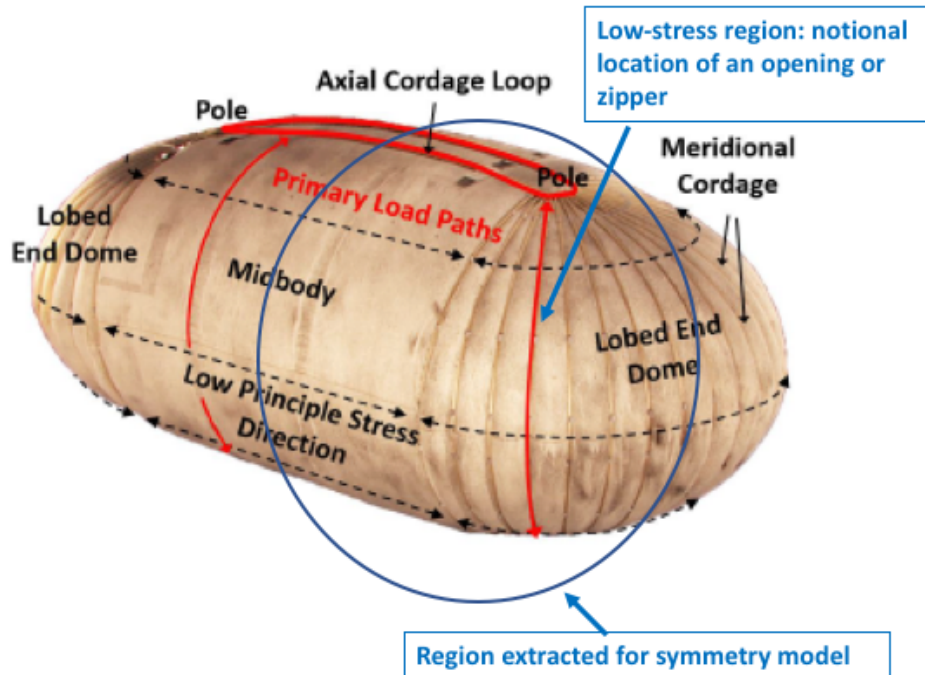 Low-stress region: notional
location of an opening or
zipper
Axial Cordage Loop
Pole
Meridional
Cordage
Pole
Primary Load Paths
Lobed
End Dome
Midbody
Lobed End
Dome
Low Principle Stress
Direction
Region extracted for symmetry model